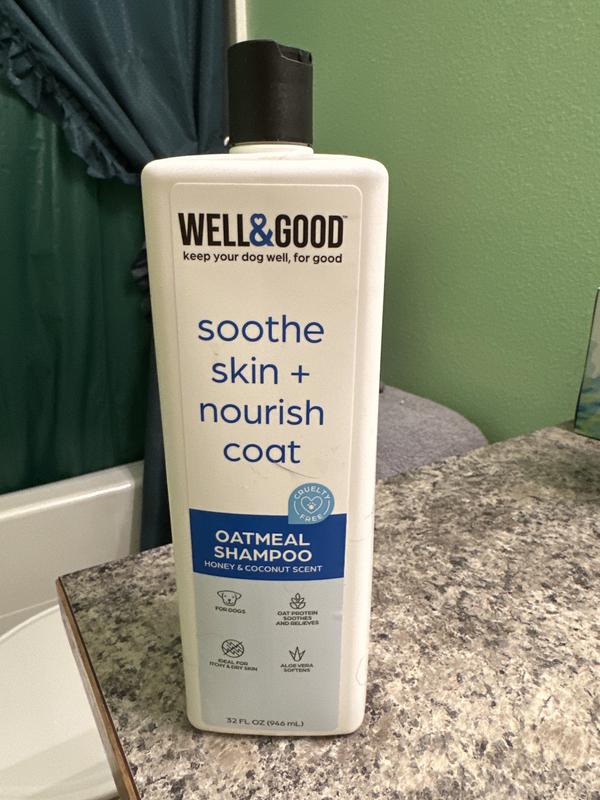 WELL&GOOD™
keep your dog well, for good
soothe
skin +
nourish
coat
CRUELTY
FREE
OATMEAL
SHAMPOO
HONEY & COCONUT SCENT
FOR DOGS
OAT PROTEIN
SOOTHES
AND RELIEVES
IDEAL FOR
ITCHY & DRY SKIN
ALOE VERA
SOFTENS
32 FL OZ (946 mL)